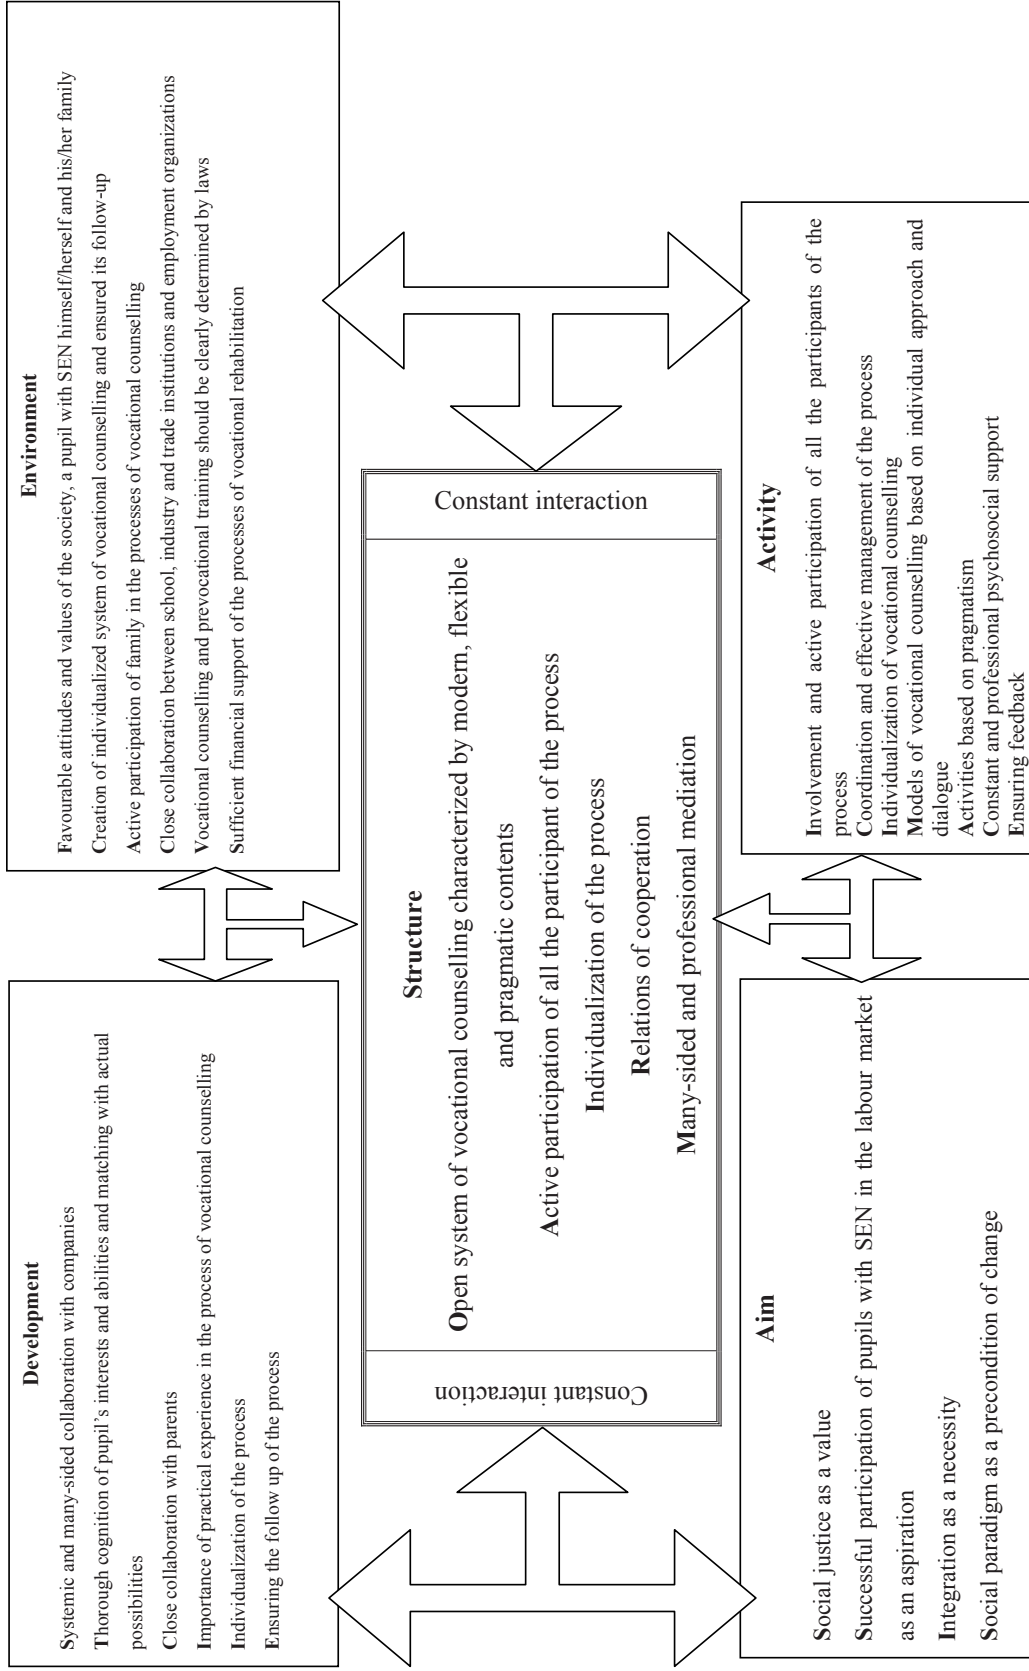 Development
Systemic and many-sided collaboration with companies
Thorough cognition of pupil's interests and abilities and matching with actual
possibilities
Close collaboration with parents
Importance of practical experience in the process of vocational counselling
Individualization of the process
Ensuring the follow up of the process
Environment
Favourable attitudes and values of the society, a pupil with SEN himself/herself and his/her family
Creation of individualized system of vocational counselling and ensured its follow-up
Active participation of family in the processes of vocational counselling
Close collaboration between school, industry and trade institutions and employment organizations
Vocational counselling and prevocational training should be clearly determined by laws
Sufficient financial support of the processes of vocational rehabilitation
Constant interaction
Structure
Open system of vocational counselling characterized by modern, flexible
and pragmatic contents
Active participation of all the participant of the process
Individualization of the process
Relations of cooperation
Many-sided and professional mediation
Constant interaction
Aim
Social justice as a value
Successful participation of pupils with SEN in the labour market
as an aspiration
Integration as a necessity
Social paradigm as a precondition of change
Activity
Involvement and active participation of all the participants of the
process
Coordination and effective management of the process
Individualization of vocational counselling
Models of vocational counselling based on individual approach and
dialogue
Activities based on pragmatism
Constant and professional psychosocial support
Ensuring feedback